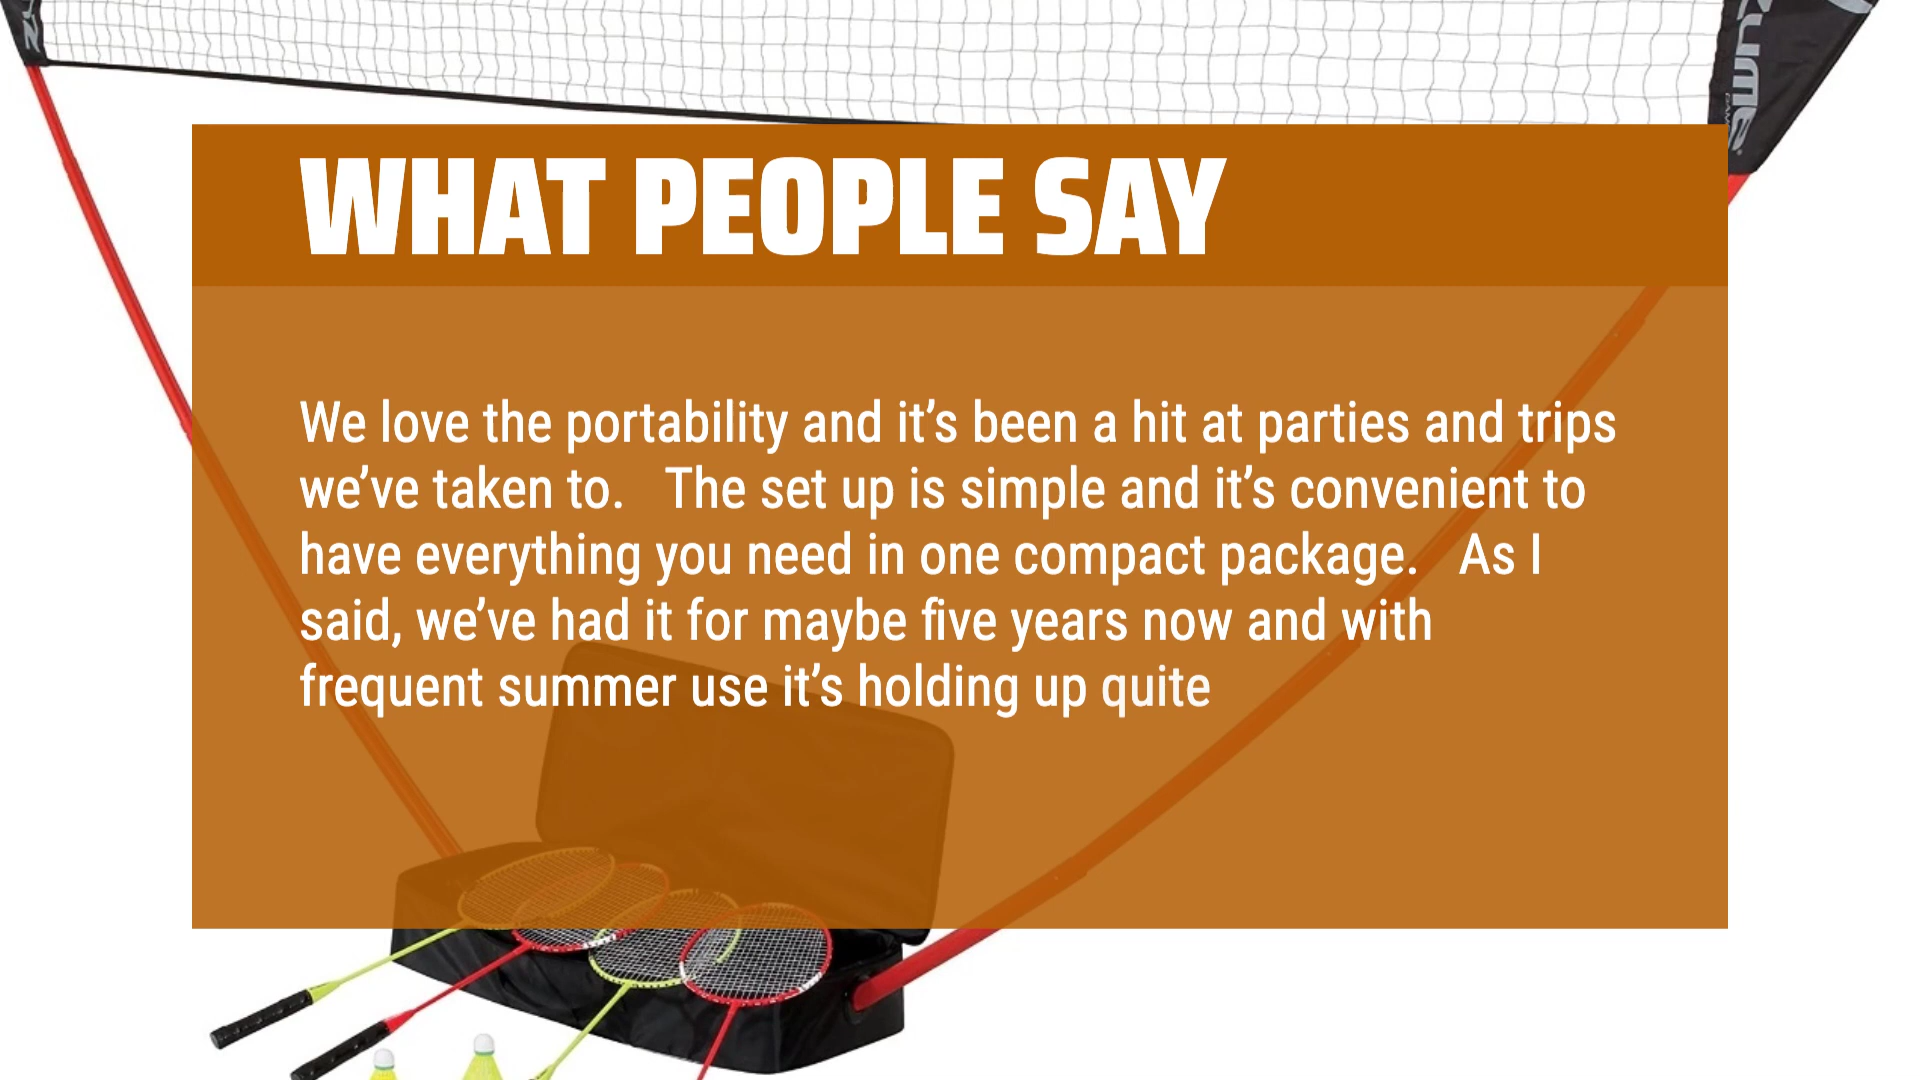 WHAT PEOPLE SAY
We love the portability and it’s been a hit at parties and trips
we’ve taken to.   The set up is simple and it’s convenient to
have everything you need in one compact package.   As I
said, we’ve had it for maybe five years now and with
frequent summer use it’s holding up quite